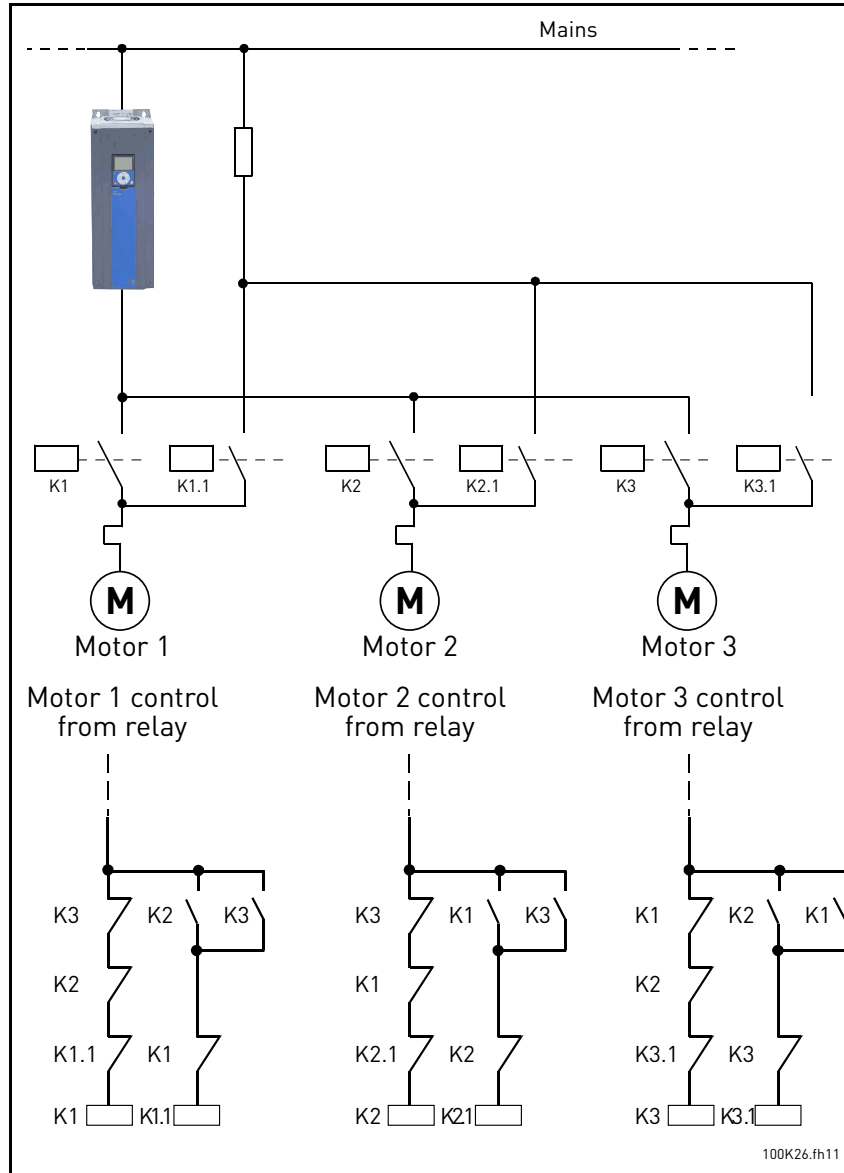 Mains
K1 K1.1 K2 K2.1 K3 K3.1
M M M
Motor 1 Motor 2 Motor 3
Motor 1 control Motor 2 control Motor 3 control
from relay from relay from relay
K3 K2 K3 K3 K1 K3 K1 K2 K1
K2 K1 K2
K1.1 K1 K2.1 K2 K3.1 K3
K1 K1.1 K2 K21 K3 K3.1
100K26.fh11